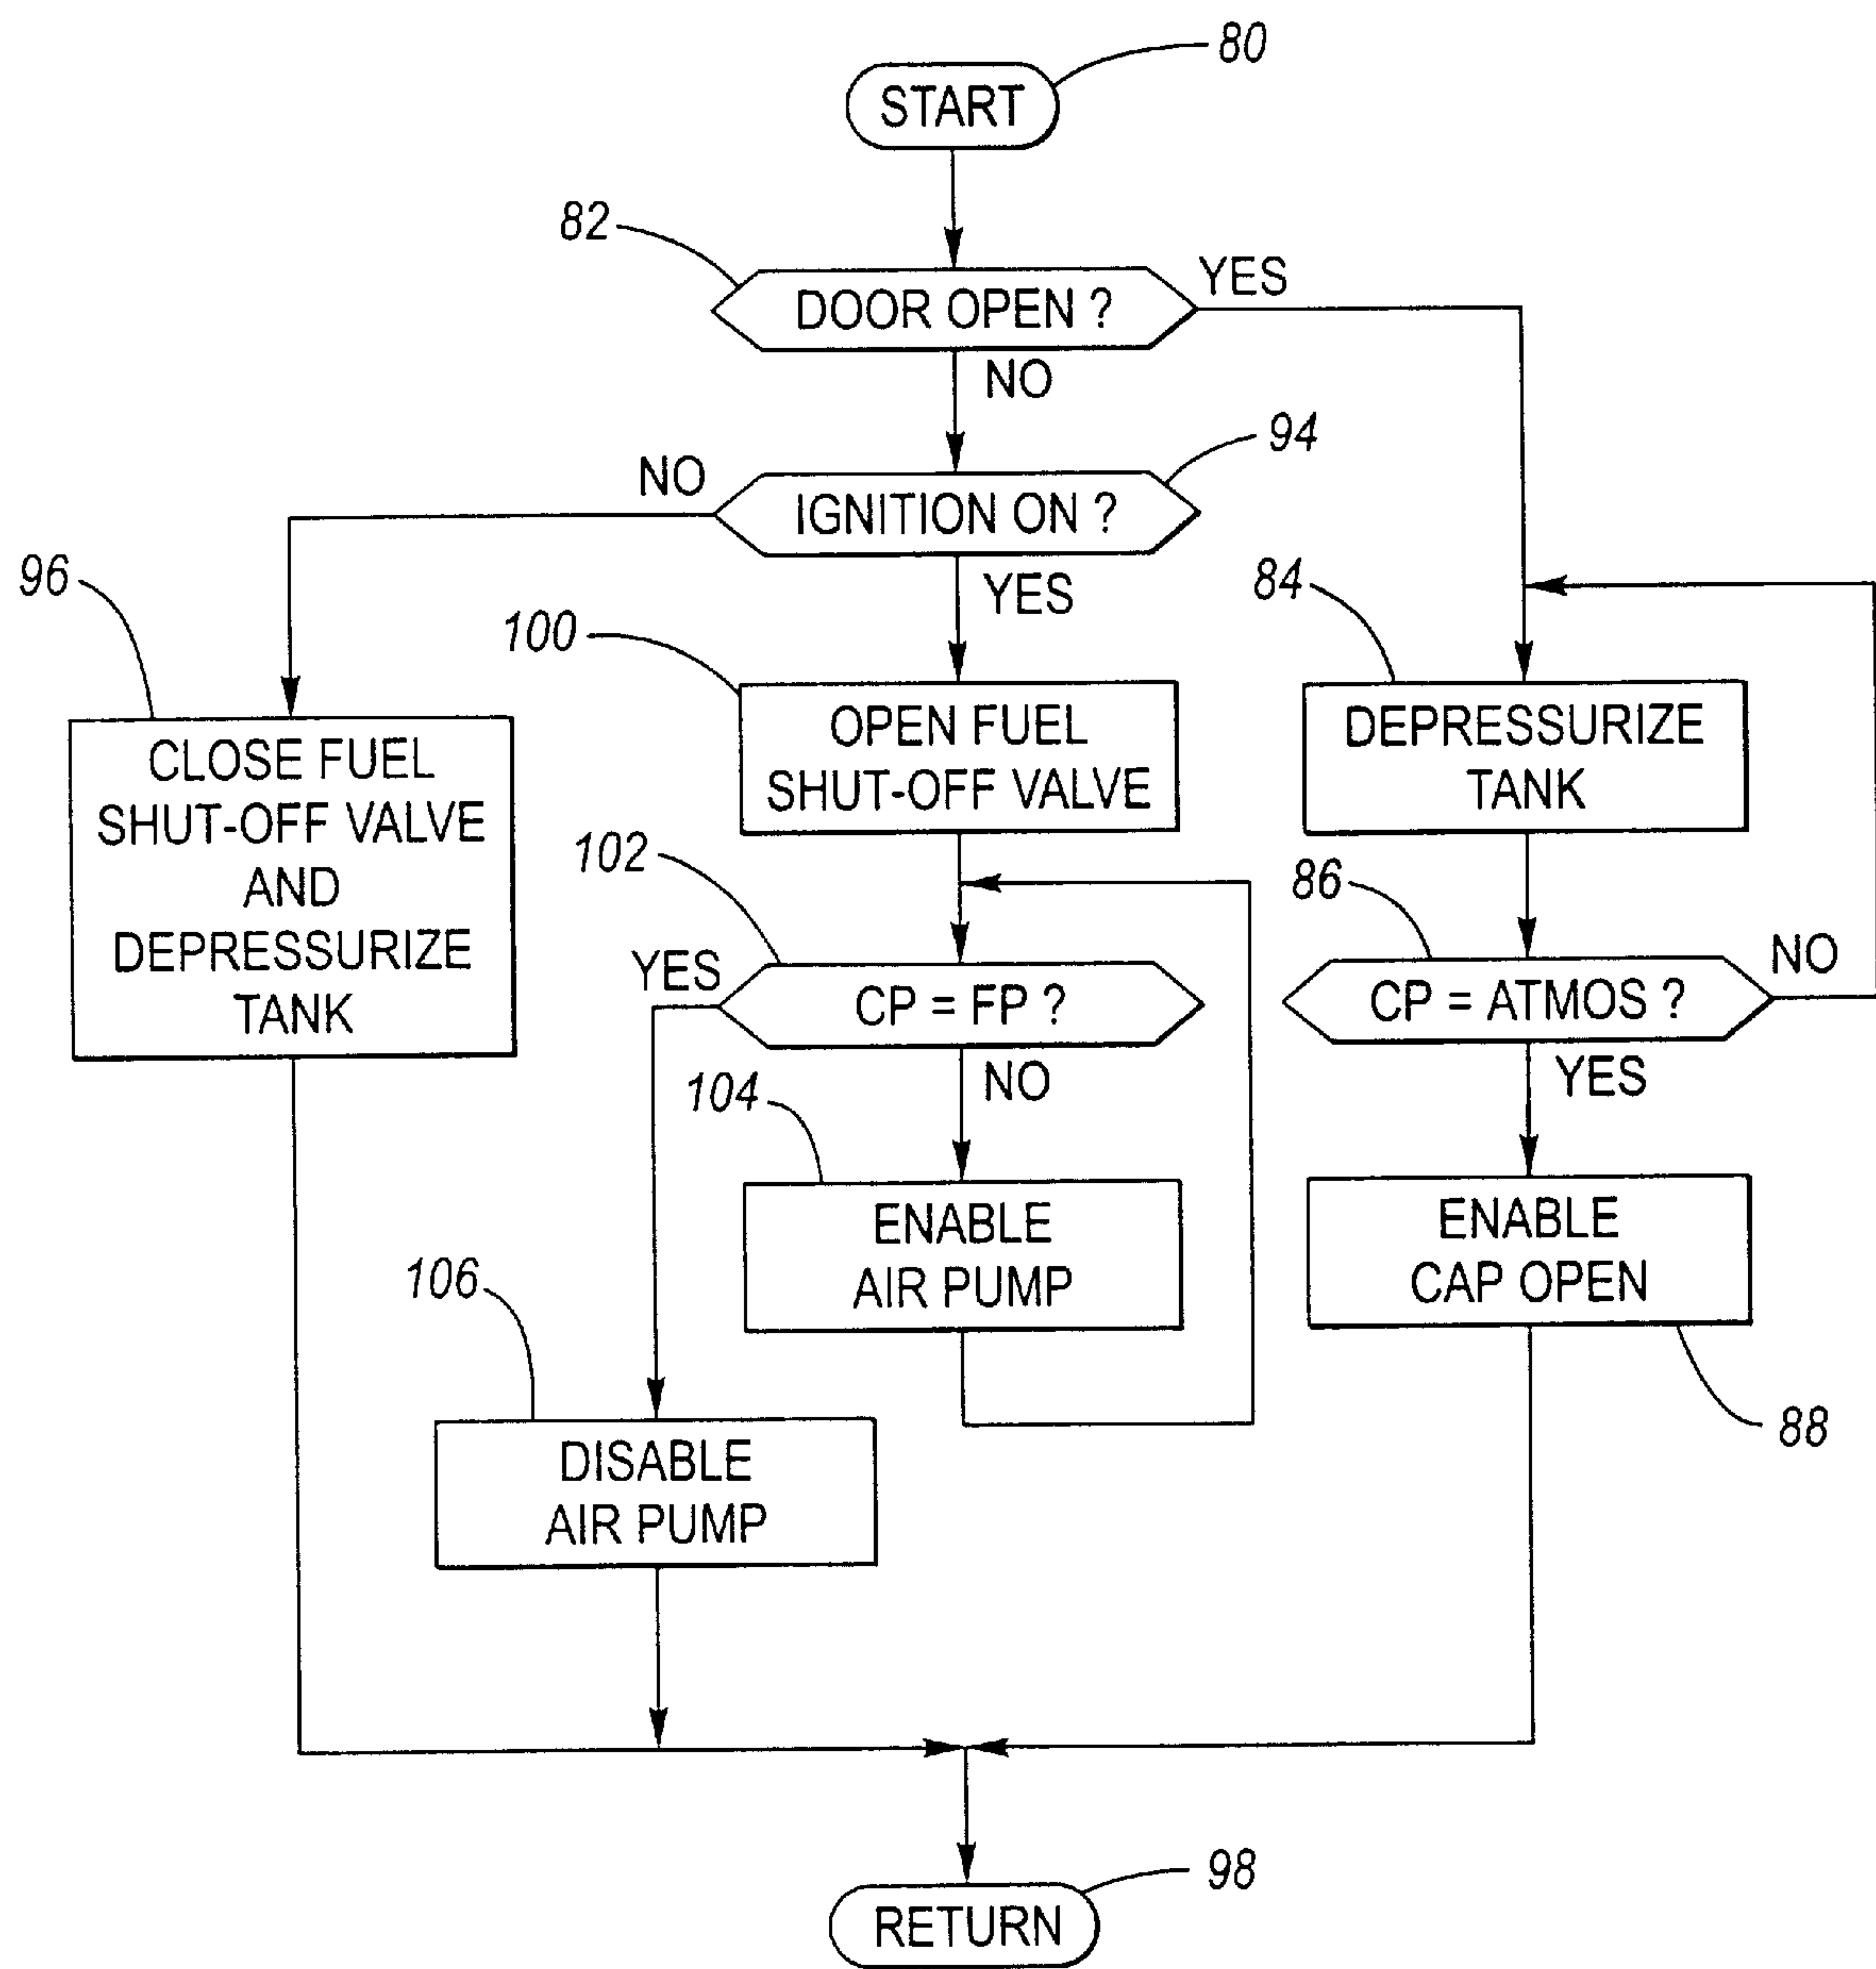 80
START
82
DOOR OPEN ?
YES
NO
94
NO
IGNITION ON ?
YES
96
100
84
CLOSE FUEL
SHUT-OFF VALVE
AND
DEPRESSURIZE
TANK
OPEN FUEL
SHUT-OFF VALVE
DEPRESSURIZE
TANK
102
86
YES
CP = FP ?
NO
CP = ATMOS ?
NO
YES
104
ENABLE
AIR PUMP
ENABLE
CAP OPEN
106
88
DISABLE
AIR PUMP
98
RETURN